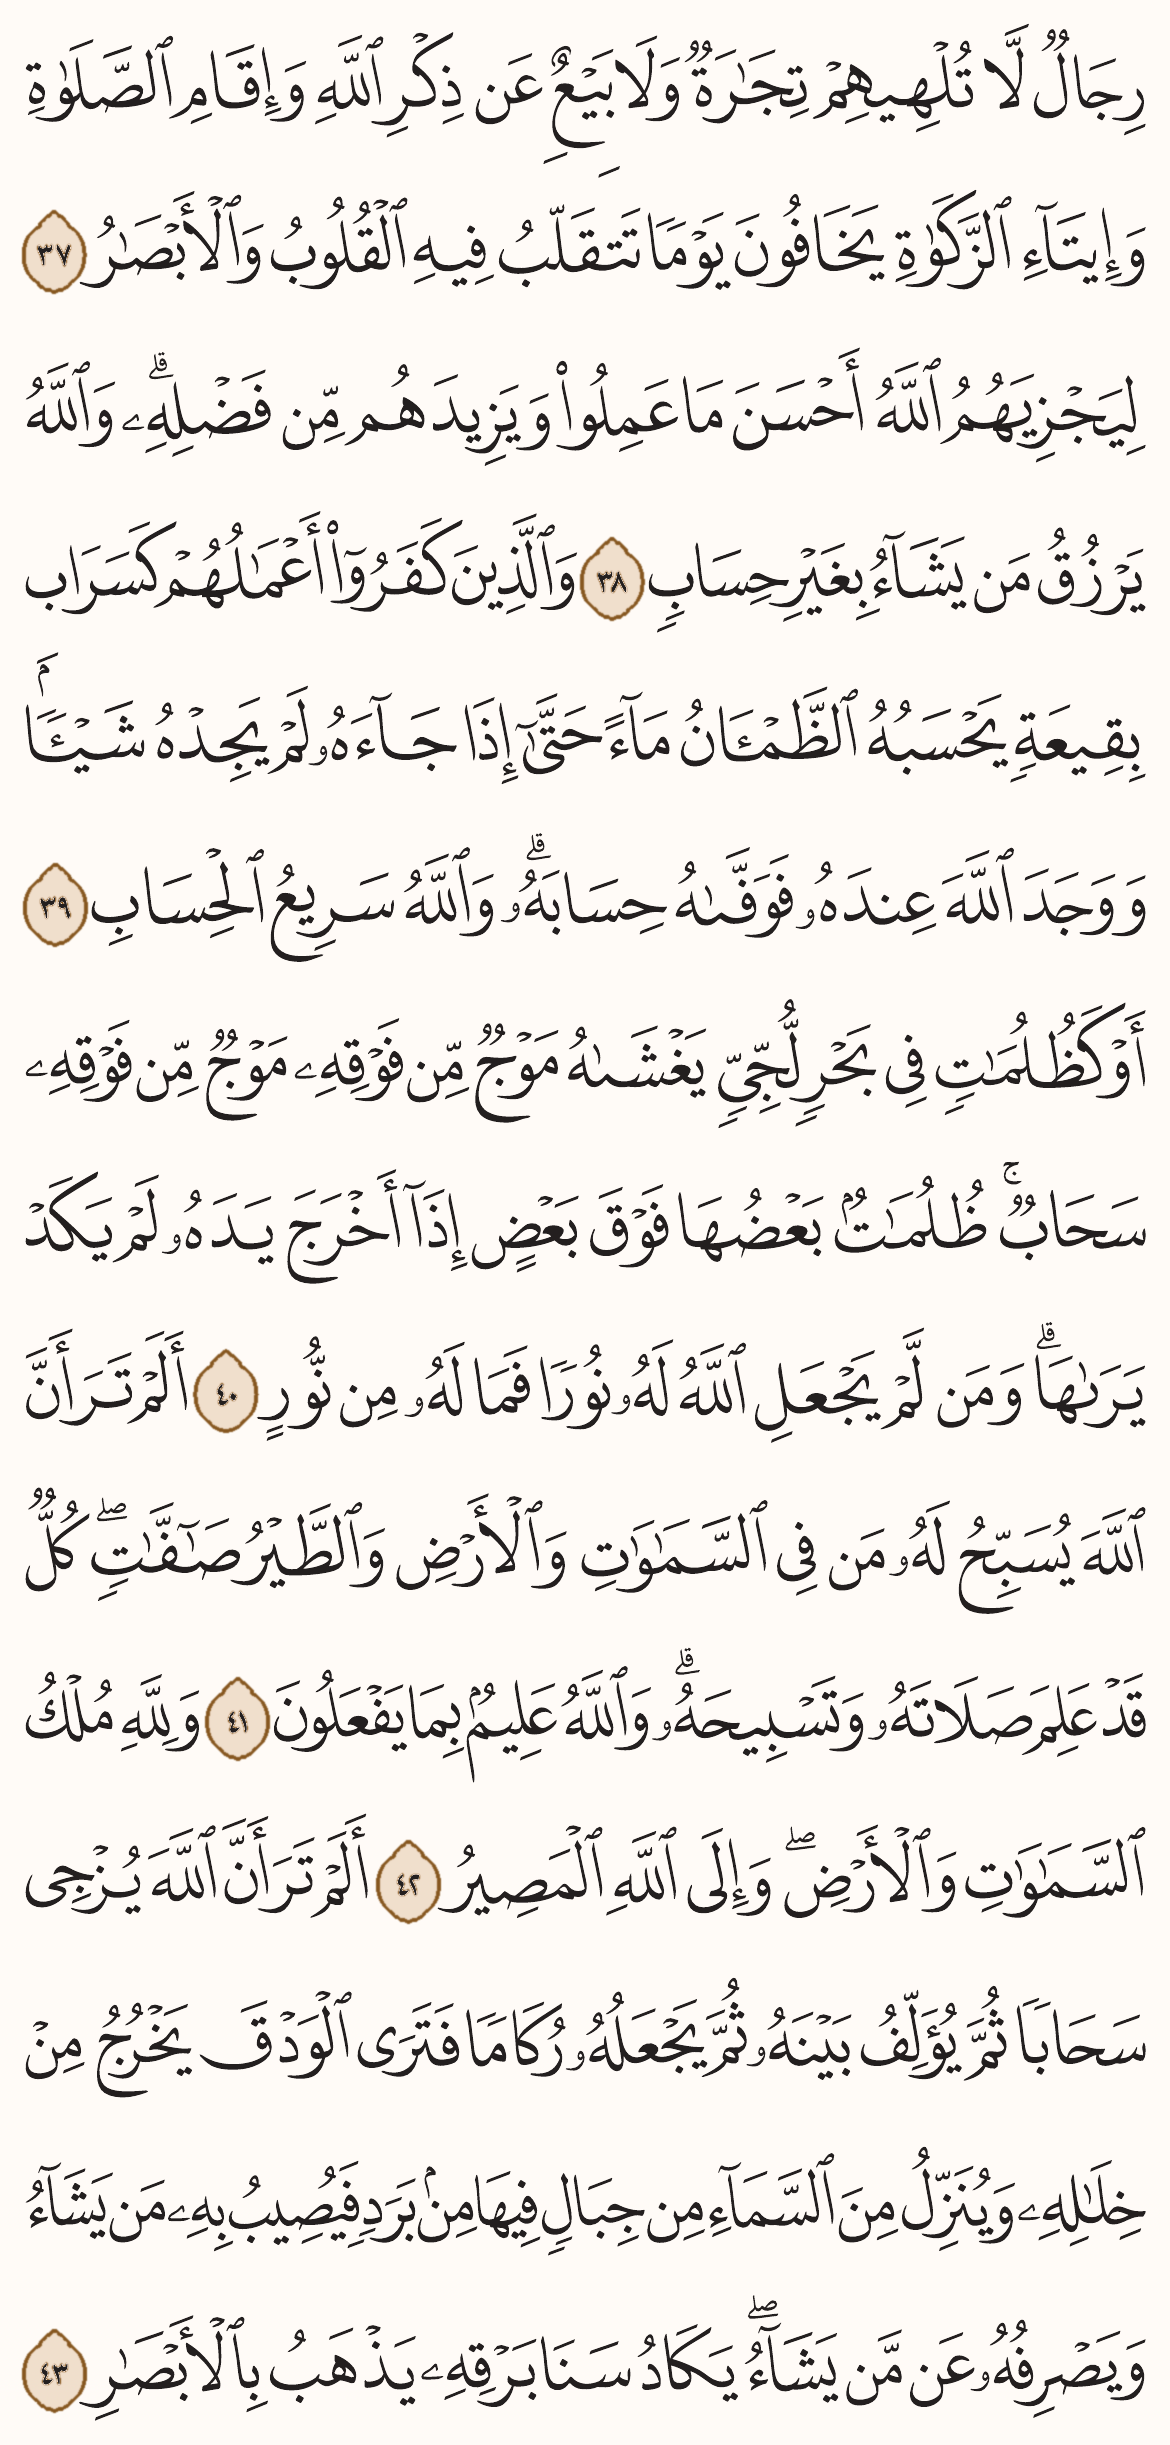 رِجَالٌ لَّا تُلْهِيهِمْ تِجَـٰرَةٌ وَلَا بَيْعٌ عَن ذِكْرِ ٱللَّهِ وَإِقَامِ ٱلصَّلَوٰةِ
وَإِيتَآءِ ٱلزَّكَوٰةِ يَخَافُونَ يَوْمًا تَتَقَلَّبُ فِيهِ ٱلْقُلُوبُ وَٱلْأَبْصَـٰرُ ٣٧
لِيَجْزِيَهُمُ ٱللَّهُ أَحْسَنَ مَا عَمِلُوا۟ وَيَزِيدَهُم مِّن فَضْلِهِۦ ۗ وَٱللَّهُ
يَرْزُقُ مَن يَشَآءُ بِغَيْرِ حِسَابٍ ٣٨ وَٱلَّذِينَ كَفَرُوٓا۟ أَعْمَـٰلُهُمْ كَسَرَابٍ
بِقِيعَةٍ يَحْسَبُهُ ٱلظَّمْـَٔانُ مَآءً حَتَّىٰٓ إِذَا جَآءَهُۥ لَمْ يَجِدْهُ شَيْـًٔا
وَوَجَدَ ٱللَّهَ عِندَهُۥ فَوَفَّىٰهُ حِسَابَهُۥ ۗ وَٱللَّهُ سَرِيعُ ٱلْحِسَابِ ٣٩
أَوْ كَظُلُمَـٰتٍ فِى بَحْرٍ لُّجِّىٍّ يَغْشَىٰهُ مَوْجٌ مِّن فَوْقِهِۦ مَوْجٌ مِّن فَوْقِهِۦ
سَحَابٌ ۚ ظُلُمَـٰتٌۢ بَعْضُهَا فَوْقَ بَعْضٍ إِذَآ أَخْرَجَ يَدَهُۥ لَمْ يَكَدْ
يَرَىٰهَا ۗ وَمَن لَّمْ يَجْعَلِ ٱللَّهُ لَهُۥ نُورًا فَمَا لَهُۥ مِن نُّورٍ ٤٠ أَلَمْ تَرَ أَنَّ
ٱللَّهَ يُسَبِّحُ لَهُۥ مَن فِى ٱلسَّمَـٰوَٰتِ وَٱلْأَرْضِ وَٱلطَّيْرُ صَـٰٓفَّـٰتٍ ۖ كُلٌّ
قَدْ عَلِمَ صَلَاتَهُۥ وَتَسْبِيحَهُۥ ۗ وَٱللَّهُ عَلِيمٌۢ بِمَا يَفْعَلُونَ ٤١ وَلِلَّهِ مُلْكُ
ٱلسَّمَـٰوَٰتِ وَٱلْأَرْضِ ۖ وَإِلَى ٱللَّهِ ٱلْمَصِيرُ ٤٢ أَلَمْ تَرَ أَنَّ ٱللَّهَ يُزْجِى
سَحَابًا ثُمَّ يُؤَلِّفُ بَيْنَهُۥ ثُمَّ يَجْعَلُهُۥ رُكَامًا فَتَرَى ٱلْوَدْقَ يَخْرُجُ مِنْ
خِلَـٰلِهِۦ وَيُنَزِّلُ مِنَ ٱلسَّمَآءِ مِن جِبَالٍ فِيهَا مِنۢ بَرَدٍ فَيُصِيبُ بِهِۦ مَن يَشَآءُ
وَيَصْرِفُهُۥ عَن مَّن يَشَآءُ ۖ يَكَادُ سَنَا بَرْقِهِۦ يَذْهَبُ بِٱلْأَبْصَـٰرِ ٤٣